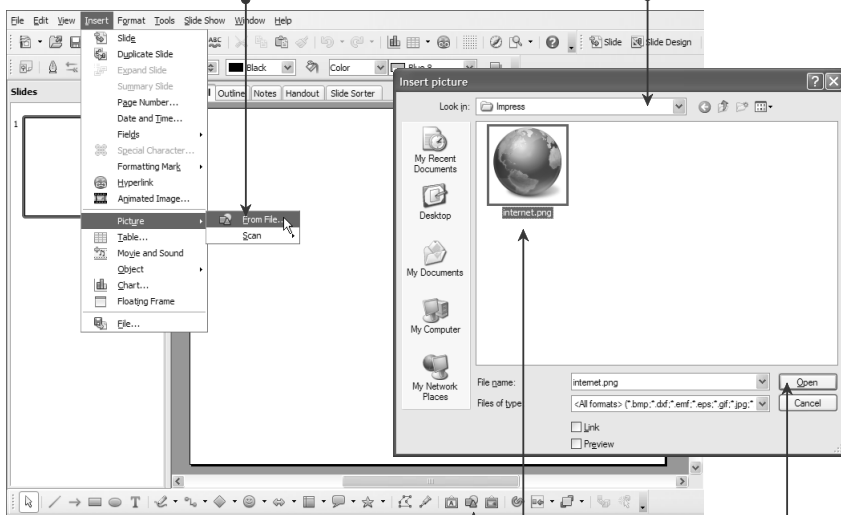 File Edit View Insert Format Tools Slide Show Window Help
Slide
Slide Design
Black
Color
Slides
Outline
Notes
Handout
Slide Sorter
1
Slide
Duplicate Slide
Expand Slide
Summary Slide
Page Number...
Date and Time...
Fields
Special Character...
Formatting Mark
Hyperlink
Animated Image...
Picture
Table...
Movie and Sound
Object
Chart...
Floating Frame
File...
From File...
Scan
Insert picture
Look in:
Impress
My Recent
Documents
Desktop
My Documents
My Computer
My Network
Places
internet.png
File name:
internet.png
Open
Files of type:
<All formats> (*.bmp;*.dxf;*.emf;*.eps;*.gif;*.jpg;*
Cancel
Link
Preview